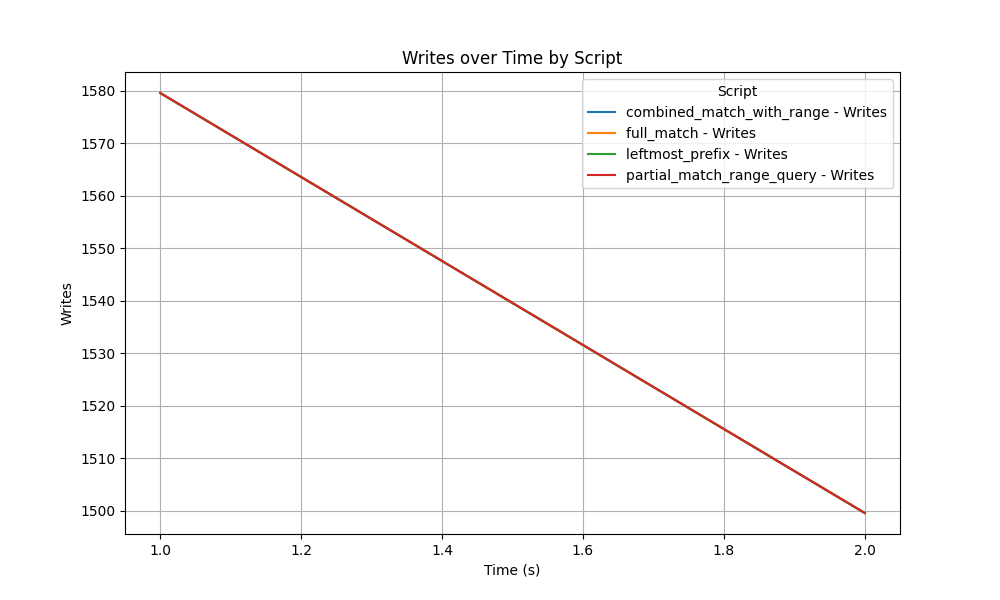 Writes over Time by Script
Script
combined_match_with_range - Writes
full_match - Writes
leftmost_prefix - Writes
partial_match_range_query - Writes
Writes
1580
1570
1560
1550
1540
1530
1520
1510
1500
1.0 1.2 1.4 1.6 1.8 2.0
Time (s)